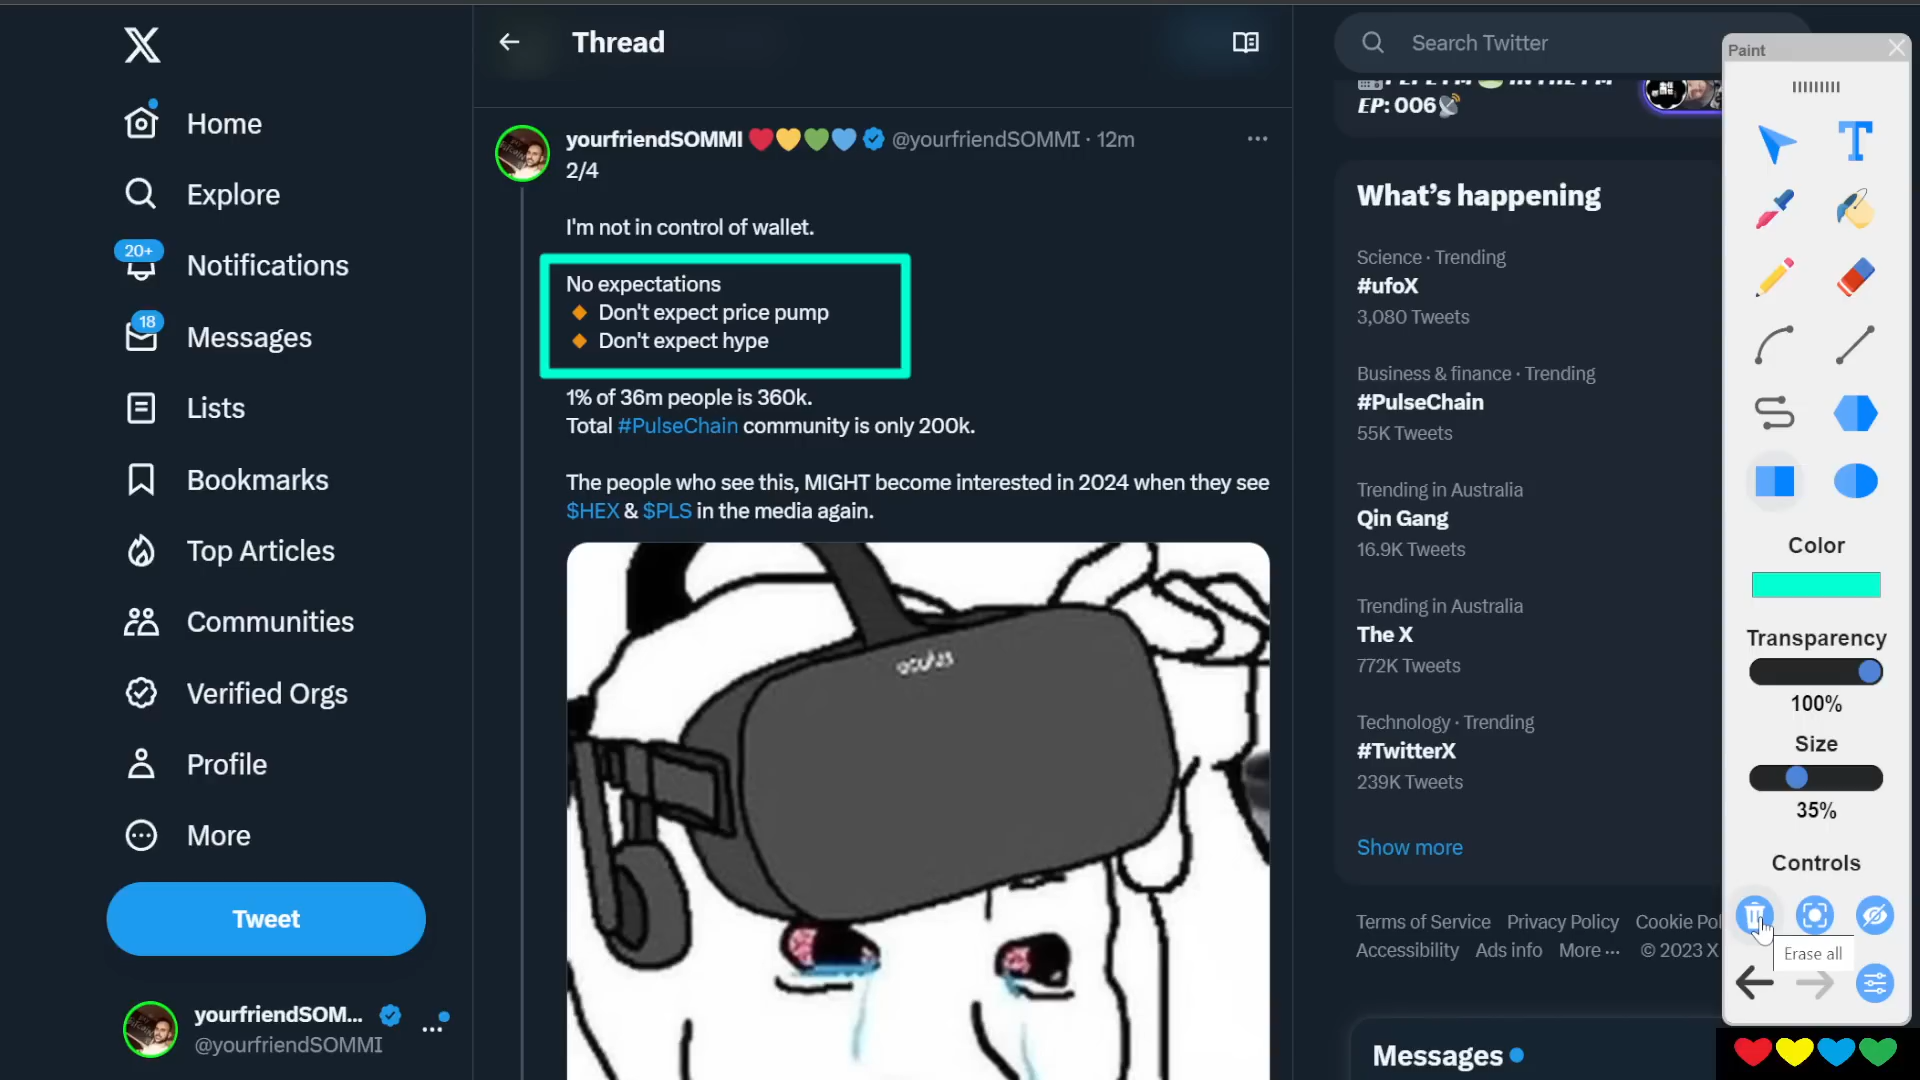 Home
Explore
20+
Notifications
18
Messages
Lists
Bookmarks
Top Articles
Communities
Verified Orgs
Profile
More
Tweet
yourfriendSOM...
@yourfriendSOMMI
Thread
yourfriendSOMMI @yourfriendSOMMI · 12m
2/4
I'm not in control of wallet.
No expectations
Don't expect price pump
Don't expect hype
1% of 36m people is 360k.
Total #PulseChain community is only 200k.
The people who see this, MIGHT become interested in 2024 when they see
$HEX & $PLS in the media again.
oculus
Search Twitter
EP: 006
What's happening
Science · Trending
#ufoX
3,080 Tweets
Business & finance · Trending
#PulseChain
55K Tweets
Trending in Australia
Qin Gang
16.9K Tweets
Trending in Australia
The X
772K Tweets
Technology · Trending
#TwitterX
239K Tweets
Show more
Terms of Service Privacy Policy Cookie Pol
Accessibility Ads info More ··· © 2023 X
Messages
Paint
Color
Transparency
100%
Size
35%
Controls
Erase all